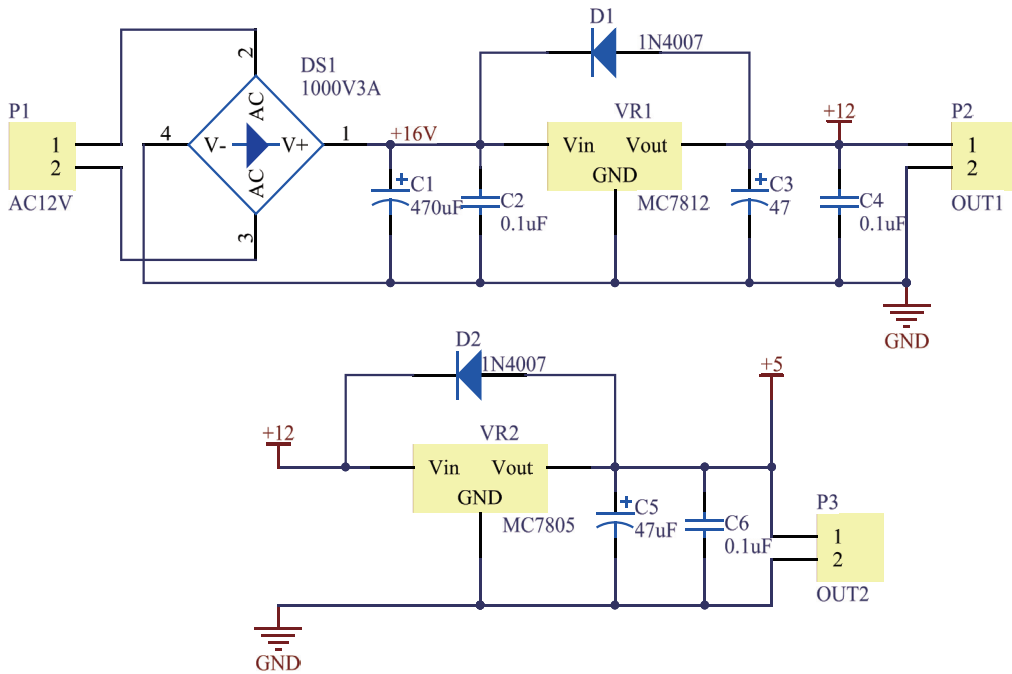 D1
1N4007
2
DS1
1000V3A
P1
1
2
AC12V
4
AC
V-
V+
AC
3
1
+16V
VR1
Vin
Vout
GND
MC7812
+12
P2
1
2
OUT1
C1
470uF
C2
0.1uF
C3
47
C4
0.1uF
GND
D2
1N4007
+5
+12
VR2
Vin
Vout
GND
MC7805
C5
47uF
C6
0.1uF
P3
1
2
OUT2
GND